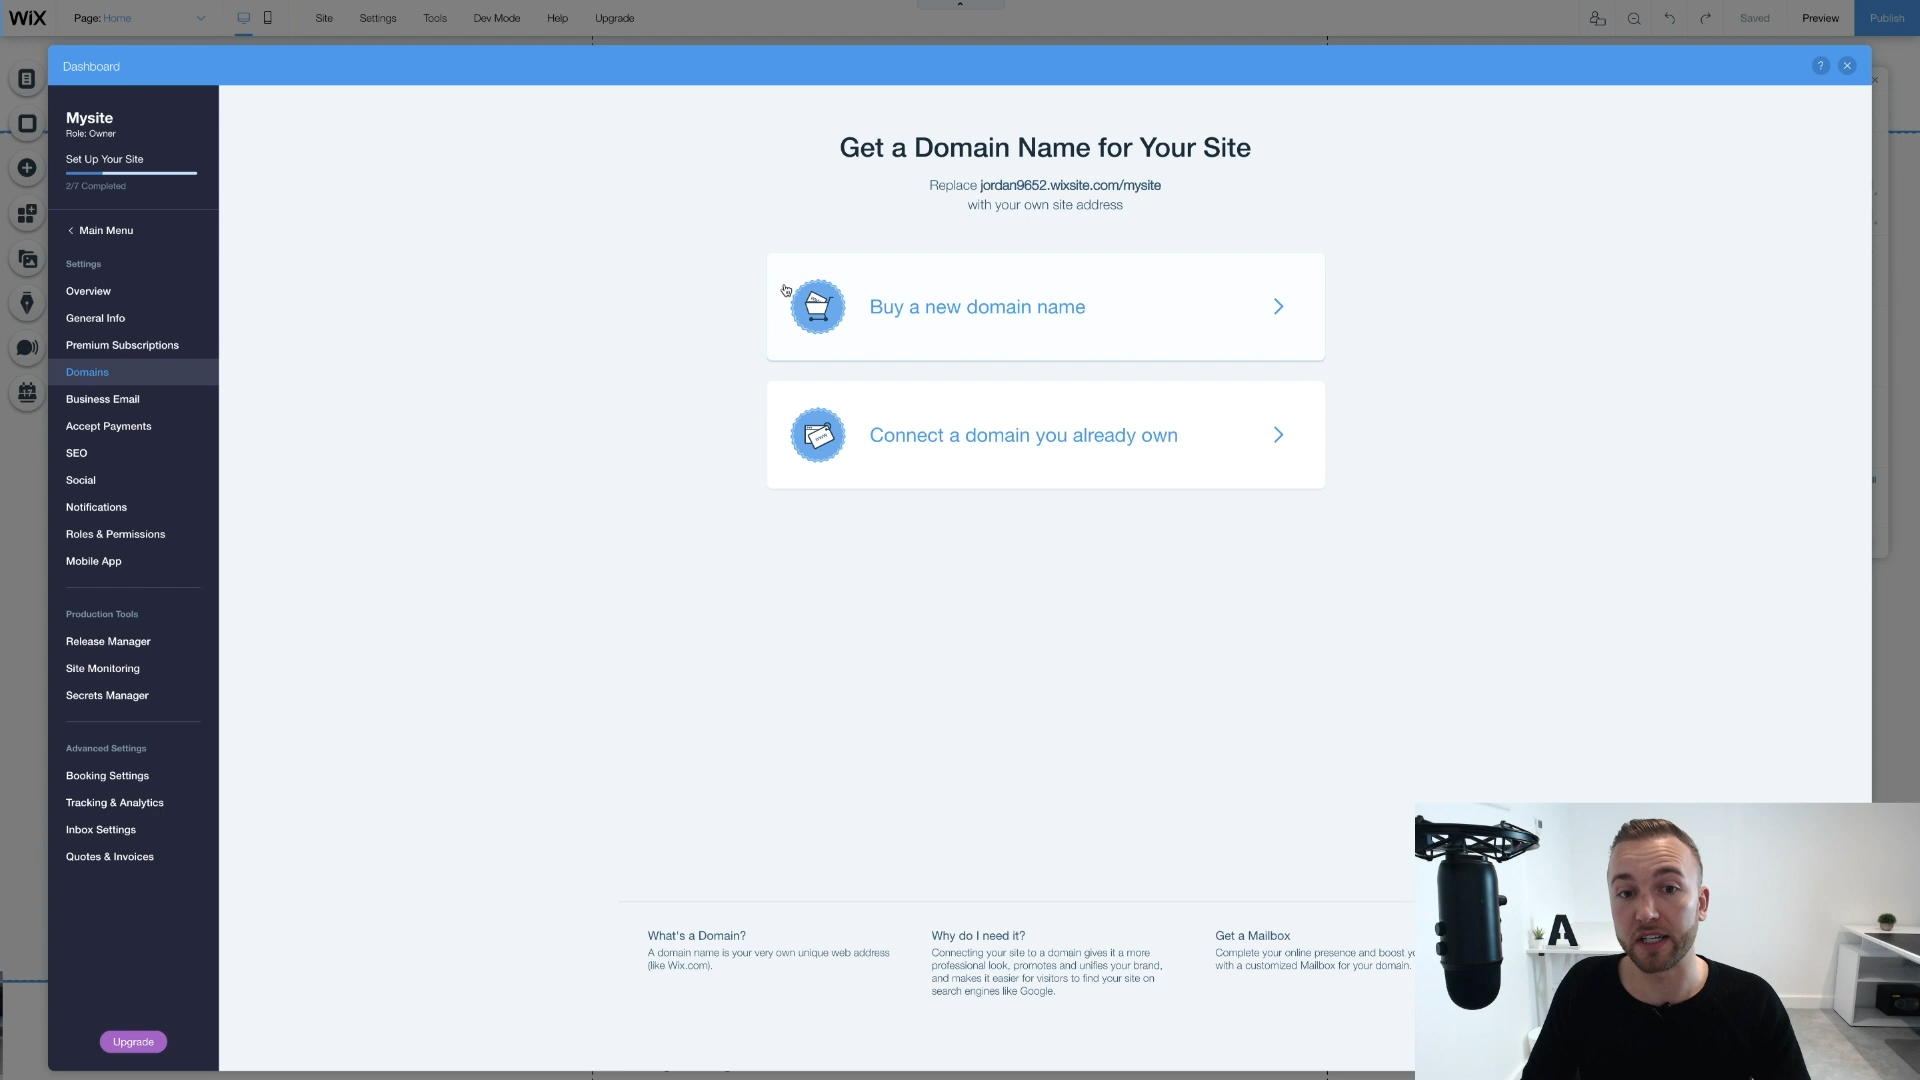 WiX
Page: Home
Site
Settings
Tools
Dev Mode
Help
Upgrade
Saved
Preview
Publish
Dashboard
?
Mysite
Role: Owner
Set Up Your Site
2/7 Completed
Main Menu
Settings
Overview
General Info
Premium Subscriptions
Domains
Business Email
Accept Payments
SEO
Social
Notifications
Roles & Permissions
Mobile App
Production Tools
Release Manager
Site Monitoring
Secrets Manager
Advanced Settings
Booking Settings
Tracking & Analytics
Inbox Settings
Quotes & Invoices
Upgrade
Get a Domain Name for Your Site
Replace jordan9652.wixsite.com/mysite
with your own site address
Buy a new domain name
Connect a domain you already own
What's a Domain?
A domain name is your very own unique web address
(like Wix.com).
Why do I need it?
Connecting your site to a domain gives it a more
professional look, promotes and unifies your brand,
and makes it easier for visitors to find your site on
search engines like Google.
Get a Mailbox
Complete your online presence and boost
with a customized Mailbox for your domain.
A